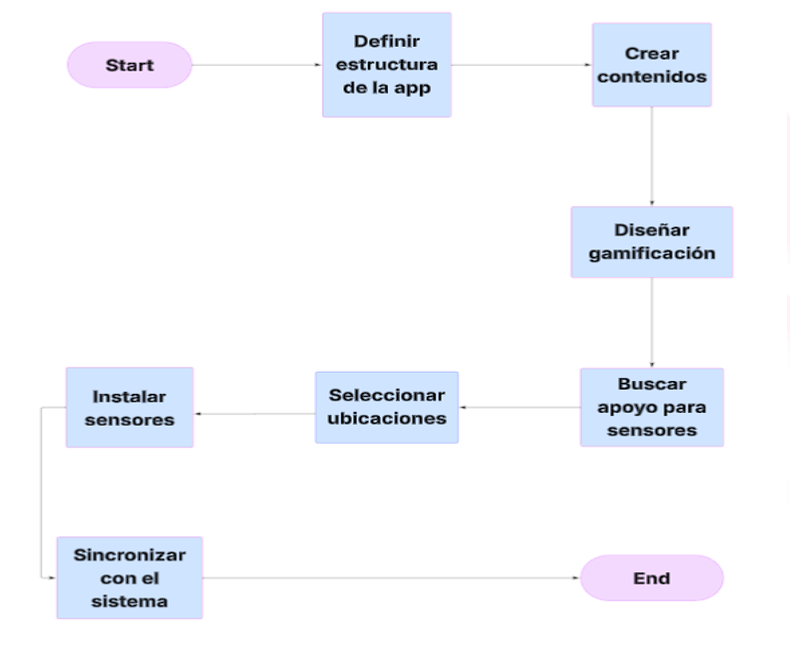 Start
Definir
estructura
de la app
Crear
contenidos
Diseñar
gamificación
Buscar
apoyo para
sensores
Seleccionar
ubicaciones
Instalar
sensores
Sincronizar
con el
sistema
End